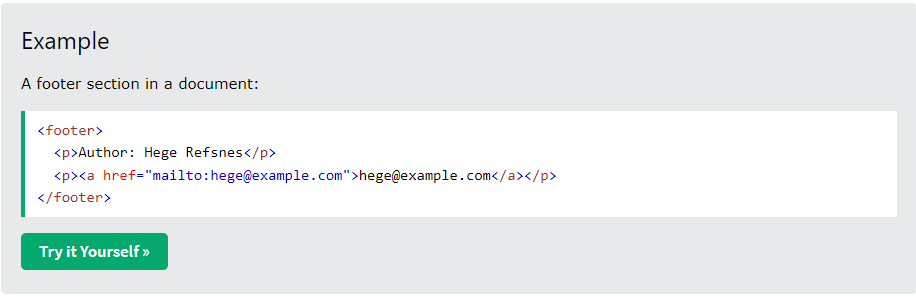 Example
A footer section in a document:
<footer>
  <p>Author: Hege Refsnes</p>
  <p><a href="mailto:hege@example.com">hege@example.com</a></p>
</footer>
Try it Yourself »